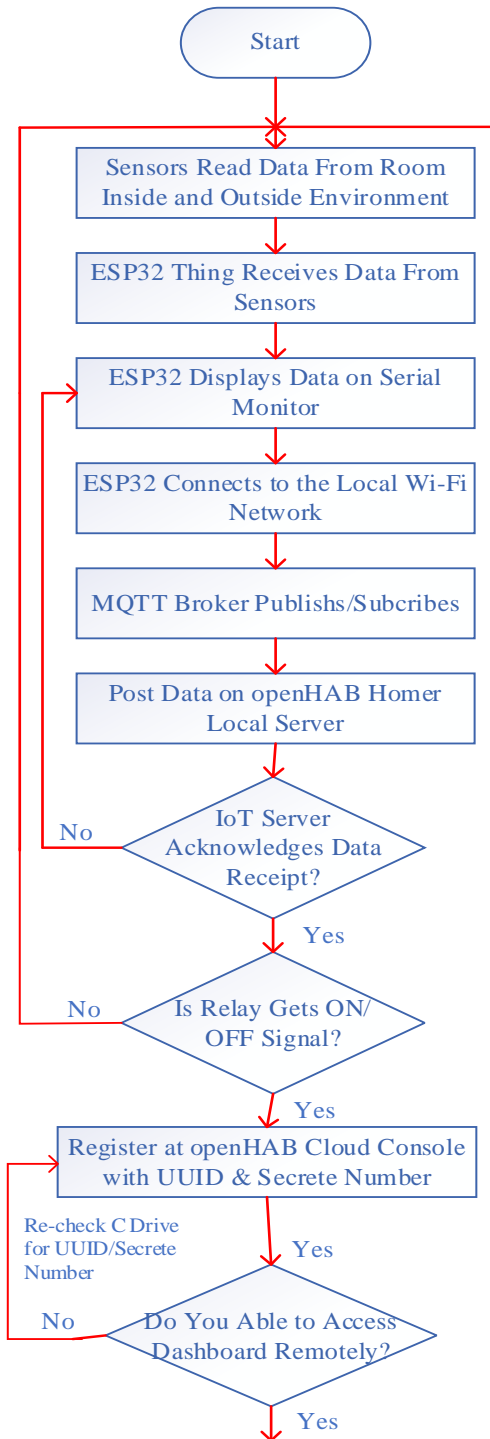 Start
Sensors Read Data From Room
Inside and Outside Environment
ESP32 Thing Receives Data From
Sensors
ESP32 Displays Data on Serial
Monitor
ESP32 Connects to the Local Wi-Fi
Network
MQTT Broker Publishs/Subcribes
Post Data on openHAB Homer
Local Server
No
IoT Server
Acknowledges Data
Receipt?
Yes
No
Is Relay Gets ON/
OFF Signal?
Yes
Register at openHAB Cloud Console
with UUID & Secrete Number
Re-check C Drive
for UUID/Secrete
Number
Yes
No
Do You Able to Access
Dashboard Remotely?
Yes